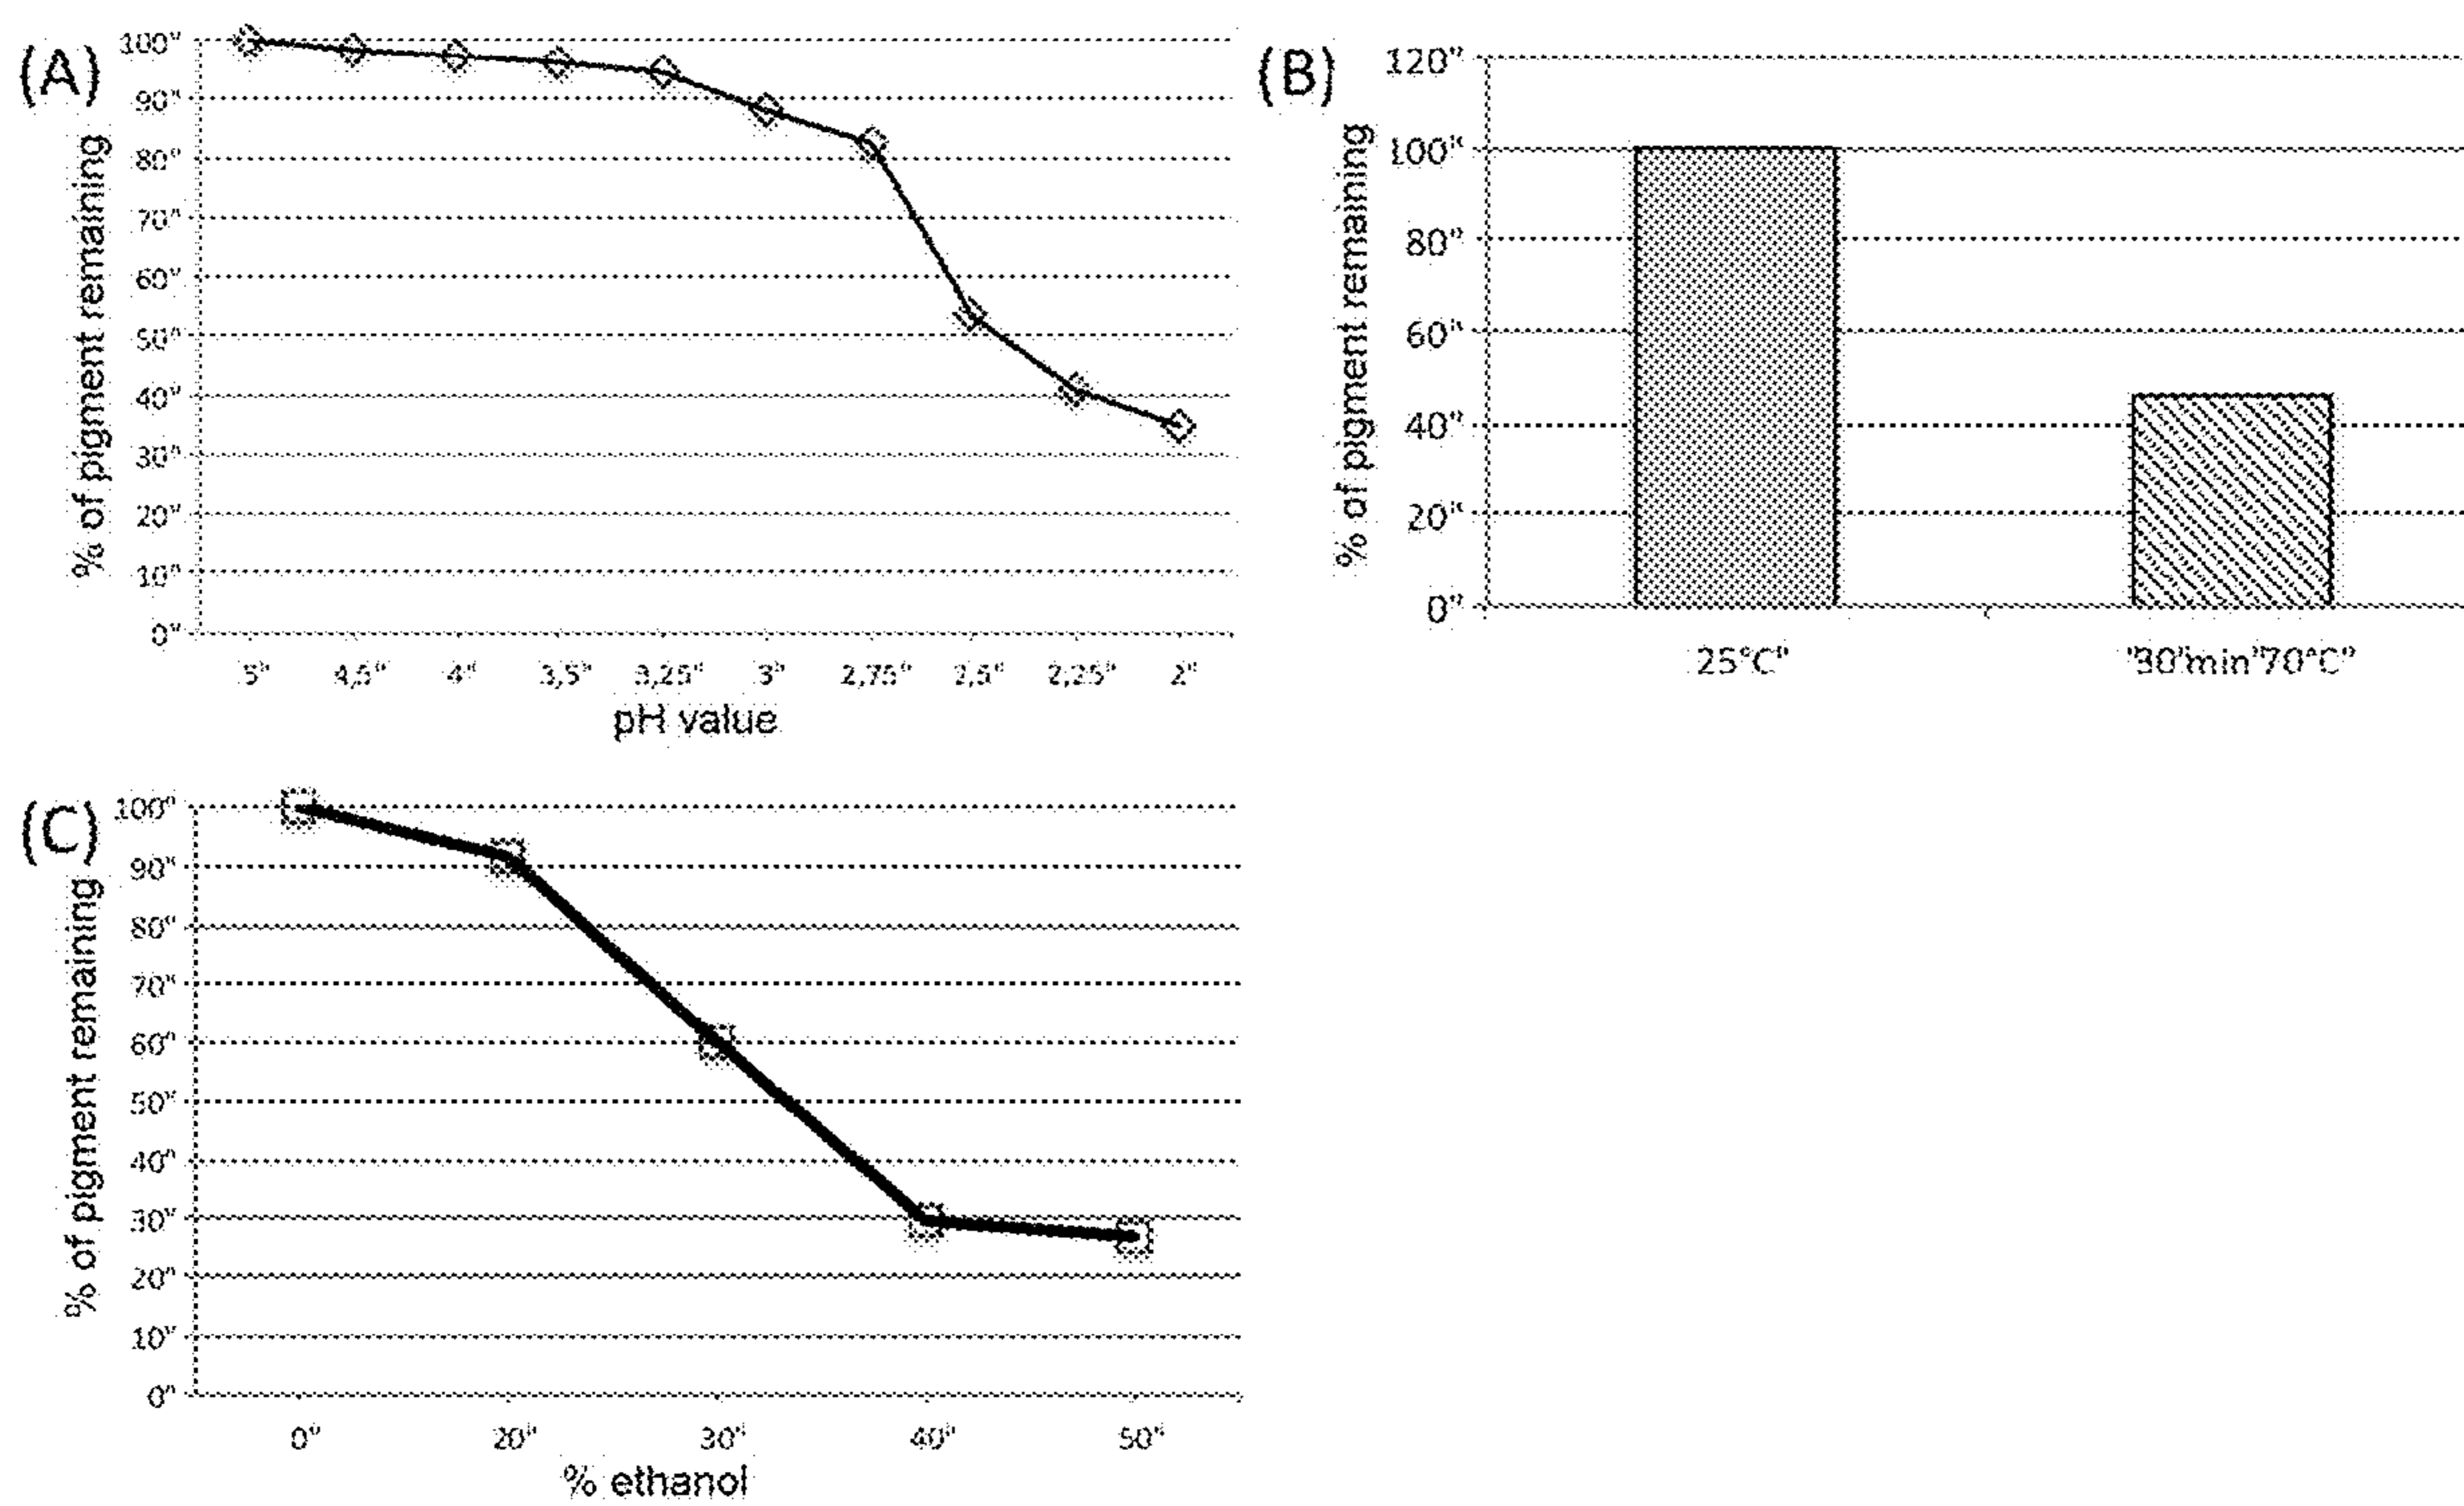 (A)
% of pigment remaining
100"
90"
80"
70"
60"
50"
40"
30"
20"
10"
0"
5" 4,5" 4" 3,5" 3,25" 3" 2,75" 2,5" 2,25" 2"
pH value
(B)
% of pigment remaining
120"
100"
80"
60"
40"
20"
0"
25°C" "30"min"70°C"
(C)
% of pigment remaining
100"
90"
80"
70"
60"
50"
40"
30"
20"
10"
0"
0" 20" 30" 40" 50"
% ethanol